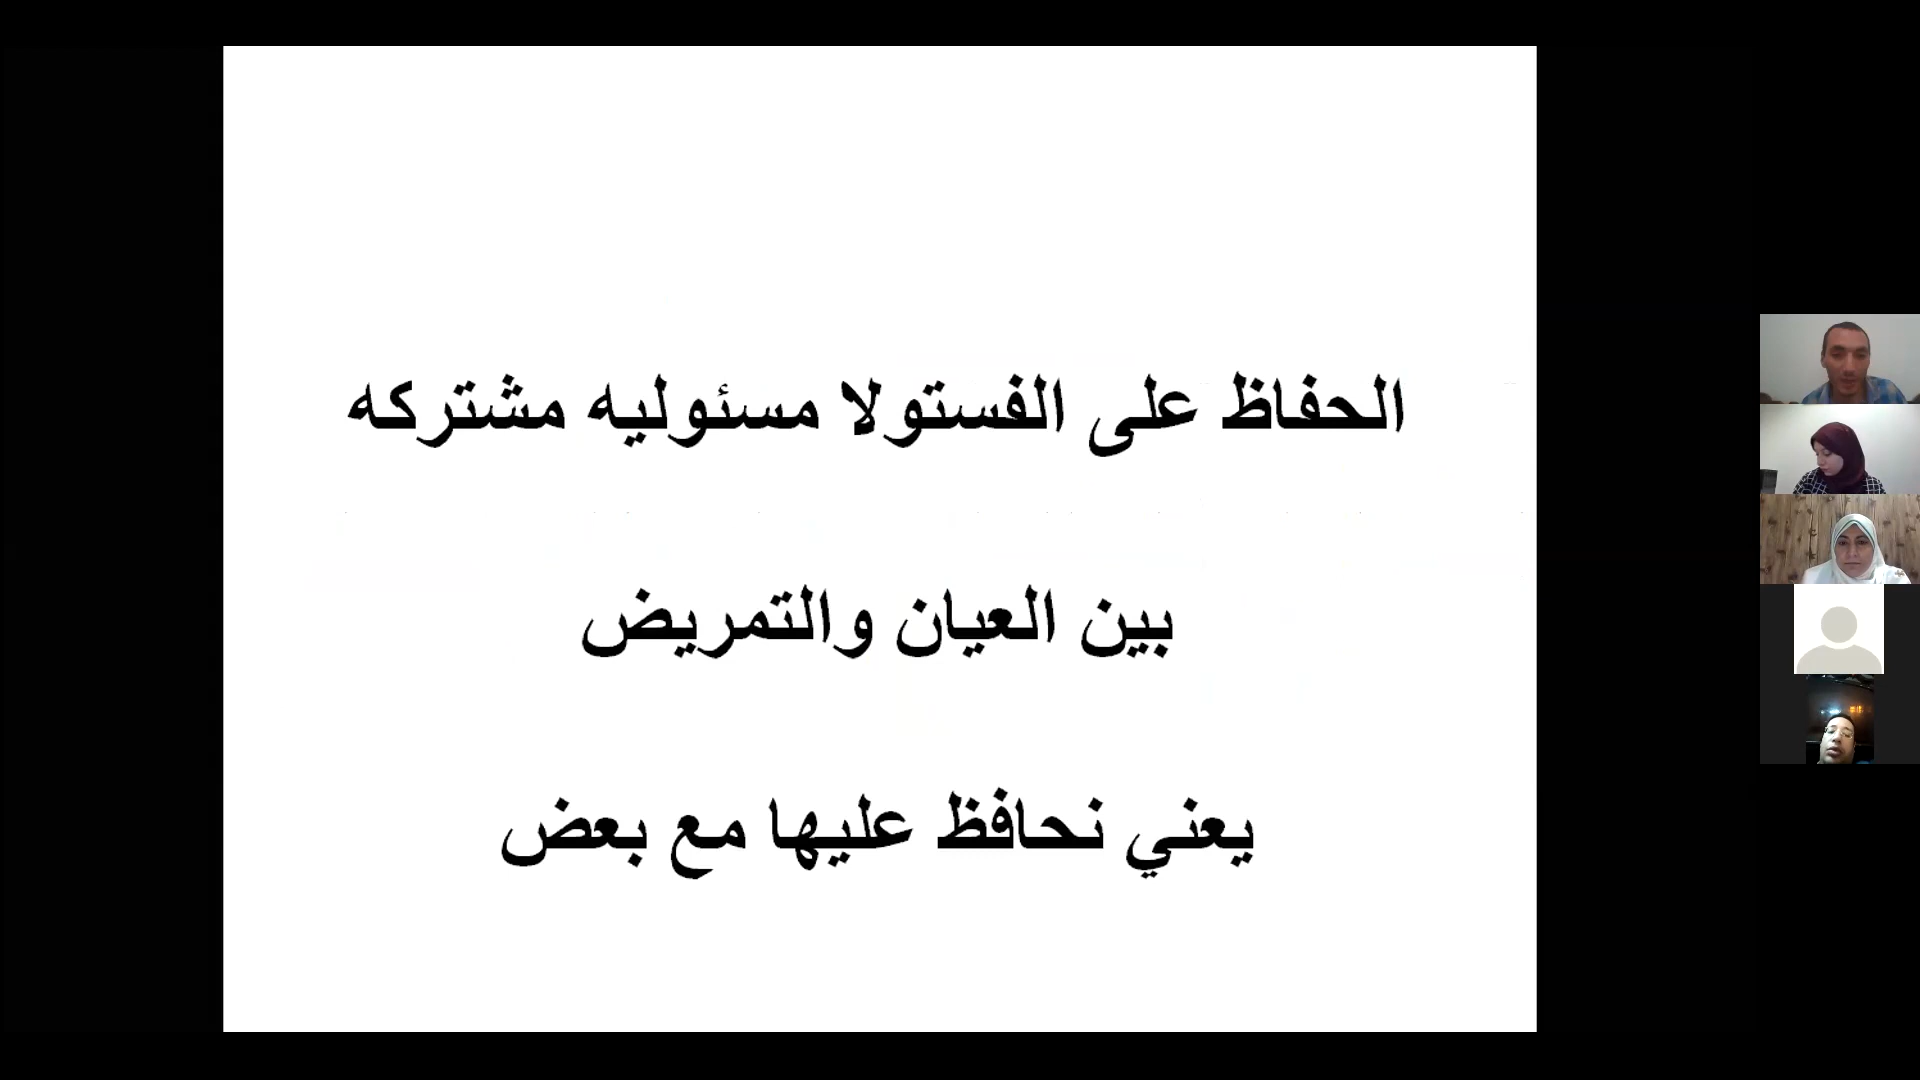 الحفاظ على الفستولا مسئوليه مشتركه
بين العيان والتمريض
يعني نحافظ عليها مع بعض